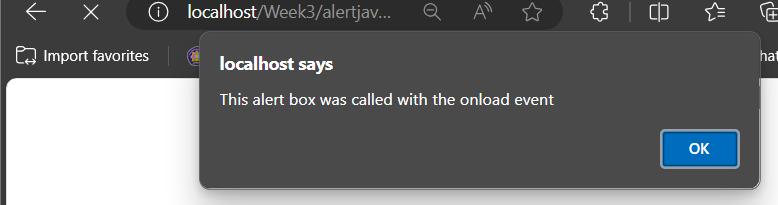 localhost/Week3/alertjav...
Import favorites
localhost says
This alert box was called with the onload event
OK